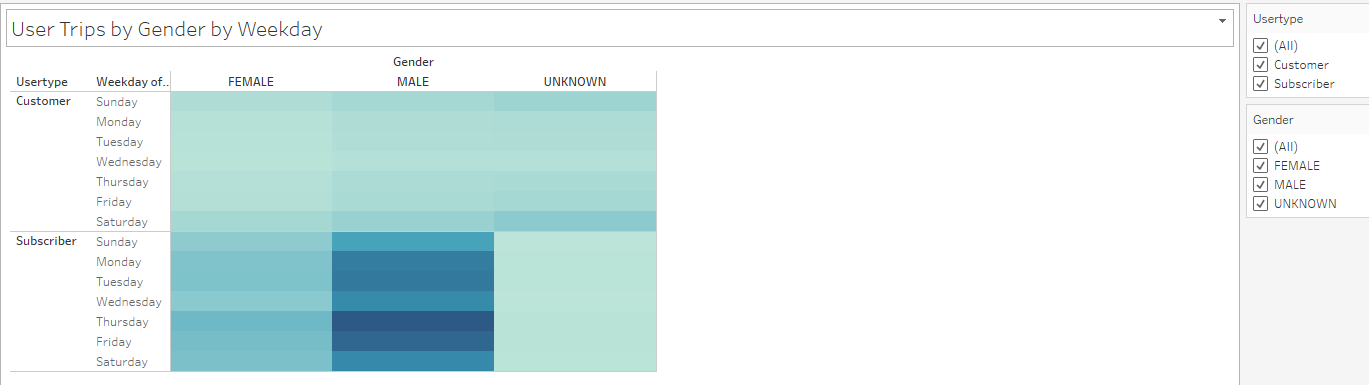 User Trips by Gender by Weekday
Gender
Usertype Weekday of.. FEMALE MALE UNKNOWN
Customer Sunday
Monday
Tuesday
Wednesday
Thursday
Friday
Saturday
Subscriber Sunday
Monday
Tuesday
Wednesday
Thursday
Friday
Saturday
Usertype
(All)
Customer
Subscriber
Gender
(All)
FEMALE
MALE
UNKNOWN